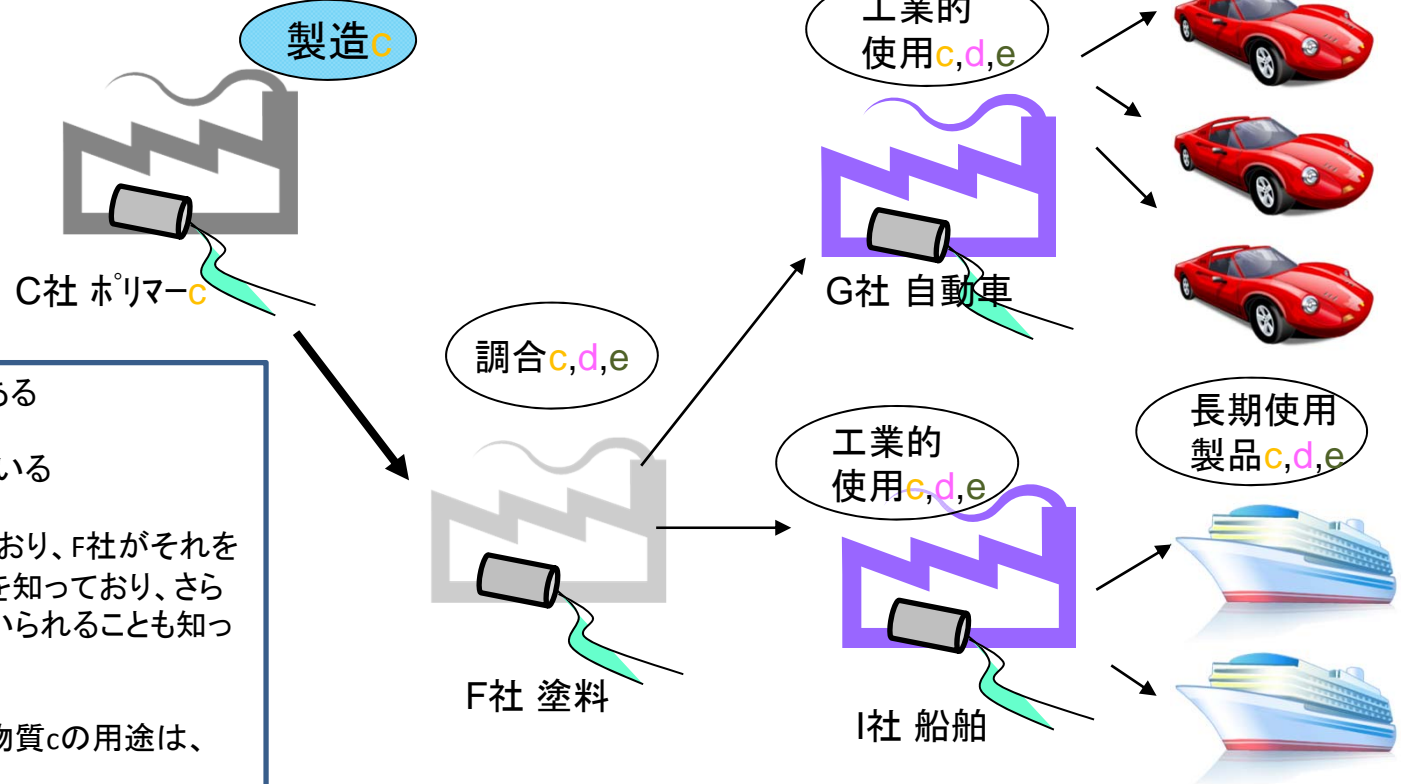 製造c
工業的
使用c,d,e
C社 ポリマーc
G社 自動車
調合c,d,e
工業的
使用c,d,e
長期使用
製品c,d,e
F社 塗料
I社 船舶
ある
いる
おり、F社がそれを
を知っており、さら
いられることも知っ
物質cの用途は、